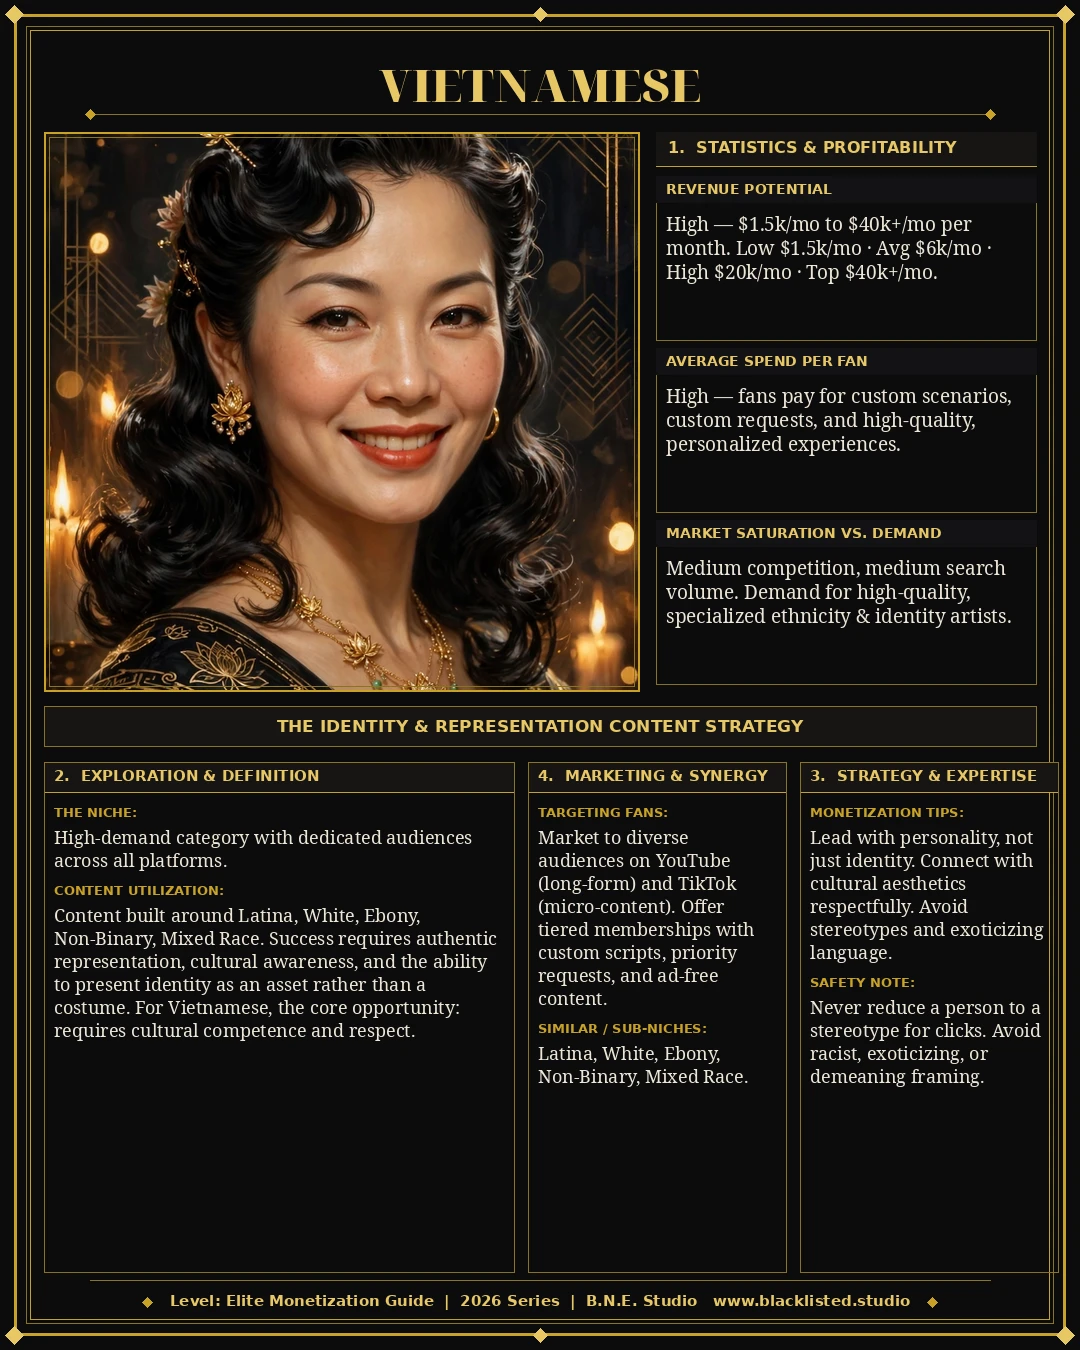 VIETNAMESE
1. STATISTICS & PROFITABILITY
REVENUE POTENTIAL
High — $1.5k/mo to $40k+/mo per
month. Low $1.5k/mo · Avg $6k/mo ·
High $20k/mo · Top $40k+/mo.
AVERAGE SPEND PER FAN
High — fans pay for custom scenarios,
custom requests, and high-quality,
personalized experiences.
MARKET SATURATION VS. DEMAND
Medium competition, medium search
volume. Demand for high-quality,
specialized ethnicity & identity artists.
THE IDENTITY & REPRESENTATION CONTENT STRATEGY
2. EXPLORATION & DEFINITION
THE NICHE:
High-demand category with dedicated audiences
across all platforms.
CONTENT UTILIZATION:
Content built around Latina, White, Ebony,
Non-Binary, Mixed Race. Success requires authentic
representation, cultural awareness, and the ability
to present identity as an asset rather than a
costume. For Vietnamese, the core opportunity:
requires cultural competence and respect.
4. MARKETING & SYNERGY
TARGETING FANS:
Market to diverse
audiences on YouTube
(long-form) and TikTok
(micro-content). Offer
tiered memberships with
custom scripts, priority
requests, and ad-free
content.
SIMILAR / SUB-NICHES:
Latina, White, Ebony,
Non-Binary, Mixed Race.
3. STRATEGY & EXPERTISE
MONETIZATION TIPS:
Lead with personality, not
just identity. Connect with
cultural aesthetics
respectfully. Avoid
stereotypes and exoticizing
language.
SAFETY NOTE:
Never reduce a person to a
stereotype for clicks. Avoid
racist, exoticizing, or
demeaning framing.
Level: Elite Monetization Guide | 2026 Series | B.N.E. Studio www.blacklisted.studio